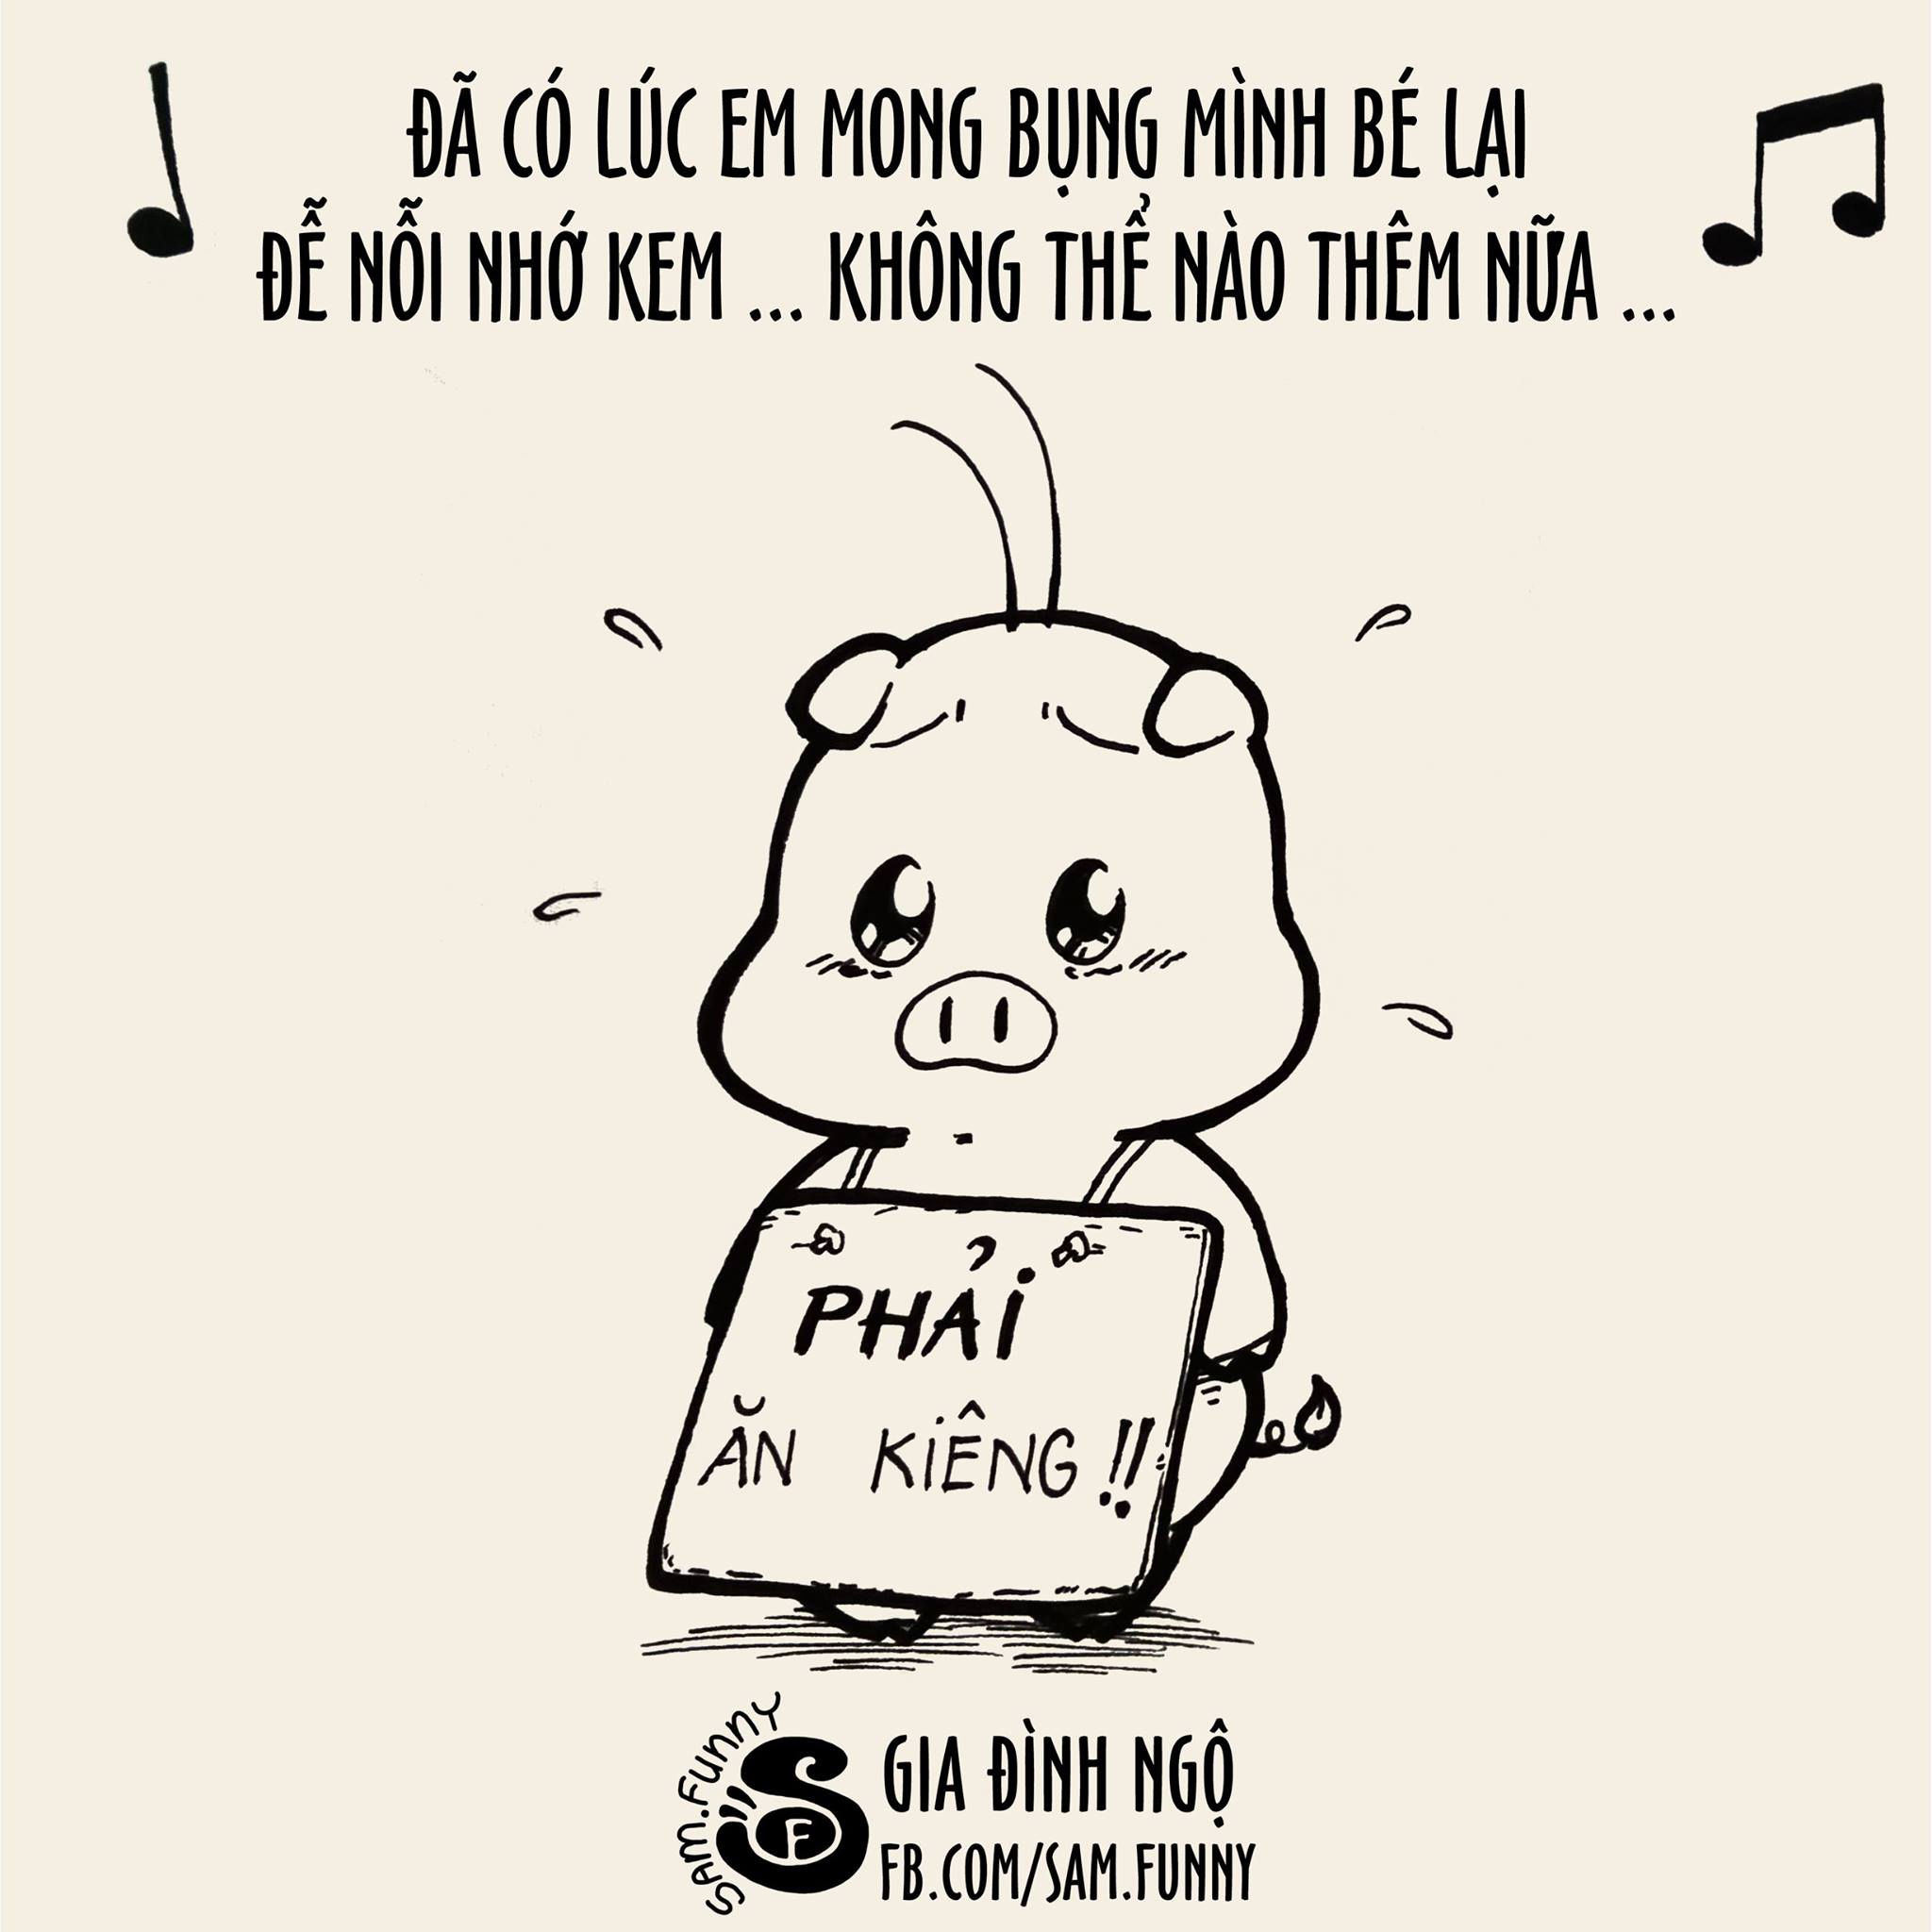 ĐÃ CÓ LÚC EM MONG BỤNG MÌNH BÉ LẠI
ĐỄ NỖI NHỚ KEM ... KHÔNG THỂ NÀO THÊM NỮA ...
PHẢI
ĂN KIÊNG !!
SAM.FUNNY
SF
GIA ĐÌNH NGỘ
FB.COM/SAM.FUNNY